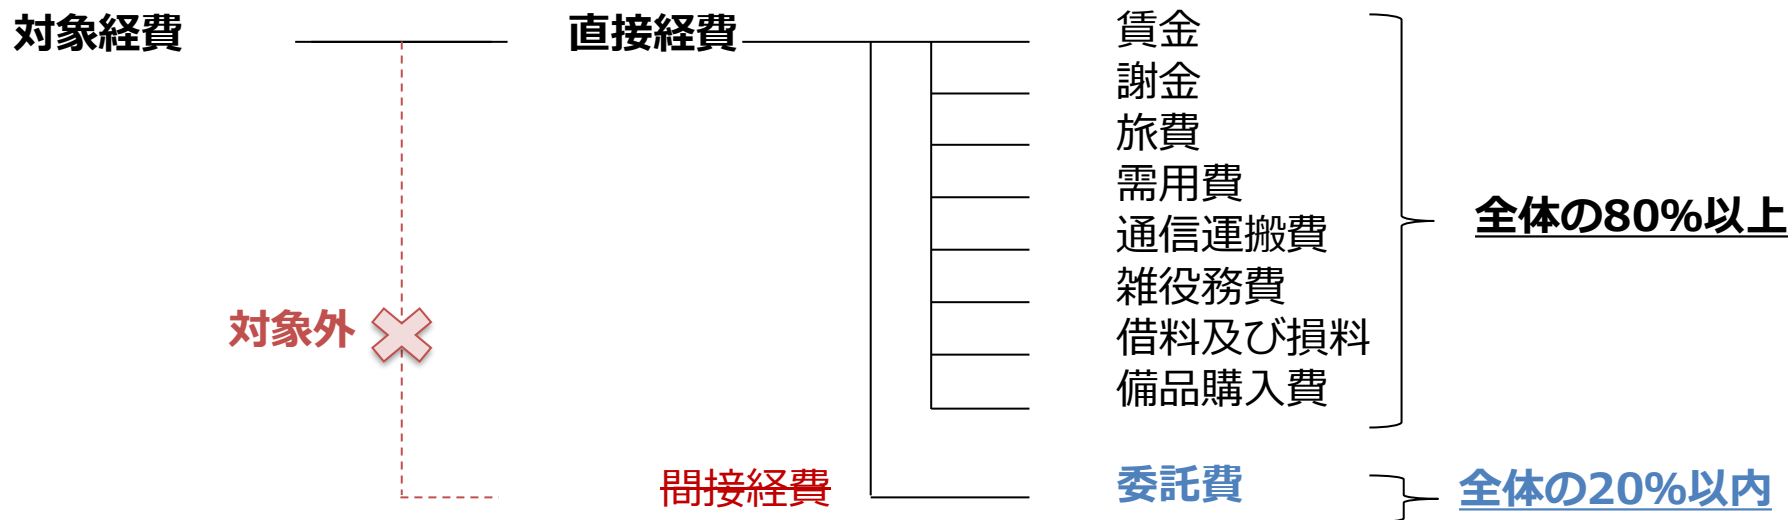 対象経費
直接経費
賃金
謝金
旅費
需用費
通信運搬費
雑役務費
借料及び損料
備品購入費
全体の80%以上
対象外
間接経費
委託費
全体の20%以内